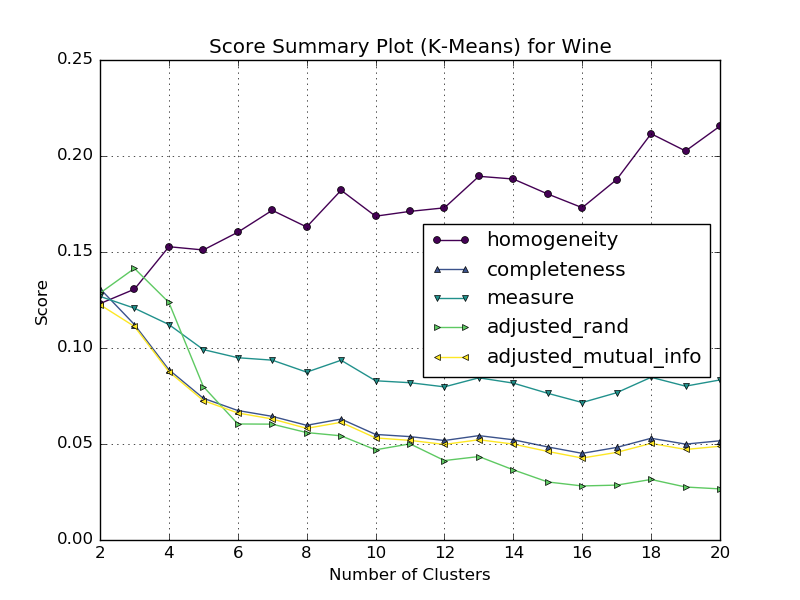 Score Summary Plot (K-Means) for Wine
0.25
0.20
0.15
0.10
0.05
0.00
Score
homogeneity
completeness
measure
adjusted_rand
adjusted_mutual_info
2 4 6 8 10 12 14 16 18 20
Number of Clusters